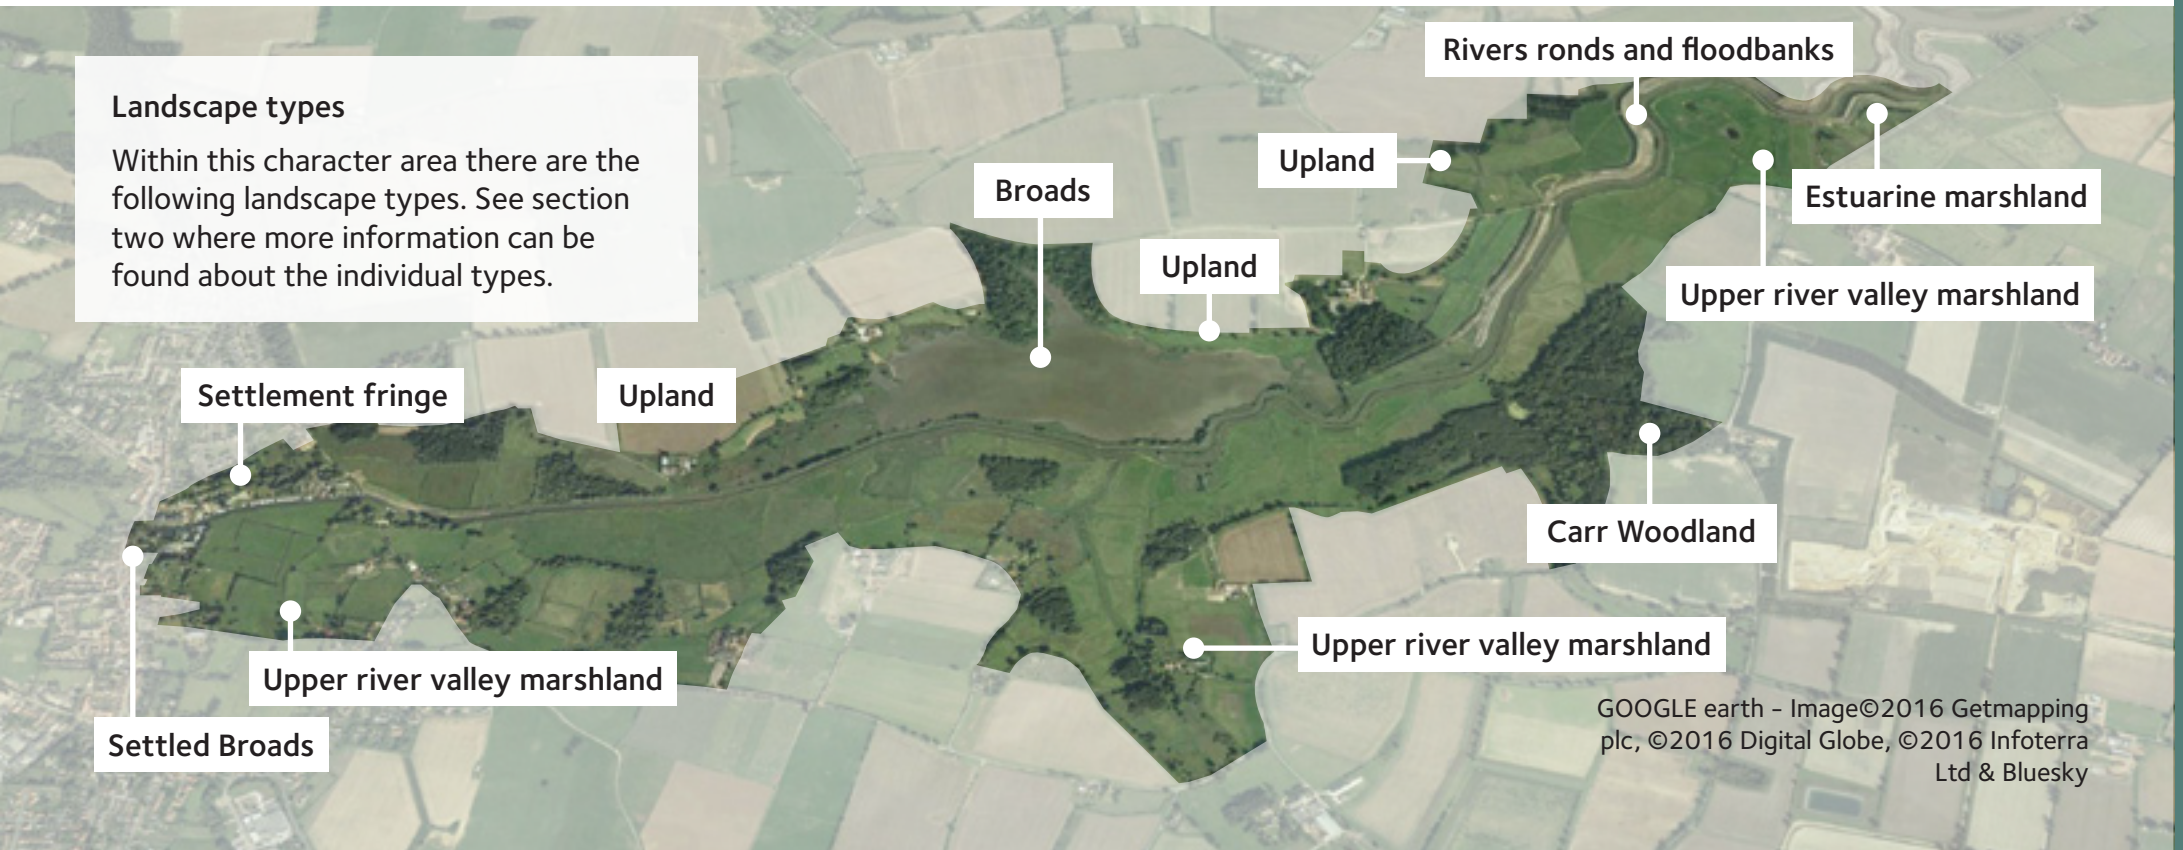 Landscape types
Within this character area there are the
following landscape types. See section
two where more information can be
found about the individual types.
Rivers ronds and floodbanks
Upland
Broads
Estuarine marshland
Upland
Upper river valley marshland
Settlement fringe
Upland
Carr Woodland
Upper river valley marshland
Upper river valley marshland
Settled Broads
GOOGLE earth – Image©2016 Getmapping
plc, ©2016 Digital Globe, ©2016 Infoterra
Ltd & Bluesky